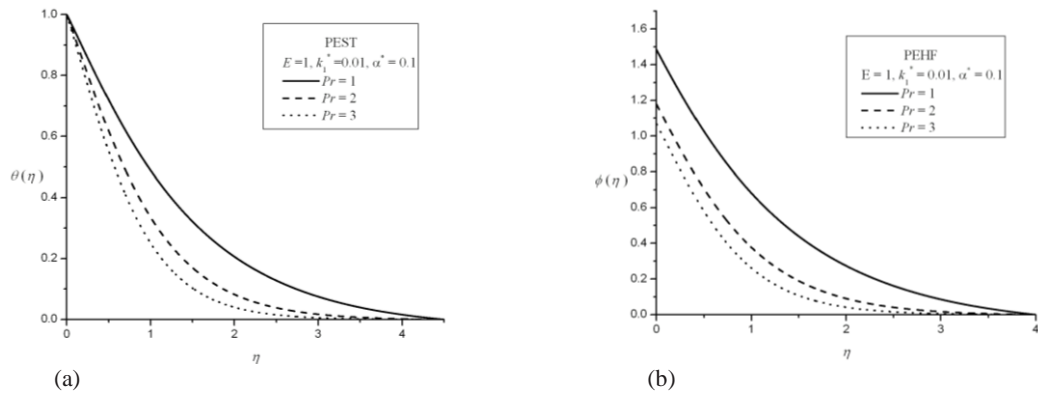 1.0
0.8
0.6
0.4
0.2
0.0
θ(η)
PEST
E =1, k₁* =0.01, α* = 0.1
Pr = 1
Pr = 2
Pr = 3
0
1
2
3
4
η
(a)
1.6
1.4
1.2
1.0
0.8
0.6
0.4
0.2
0.0
ϕ(η)
PEHF
E = 1, k₁* = 0.01, α* = 0.1
Pr = 1
Pr = 2
Pr = 3
0
1
2
3
4
η
(b)